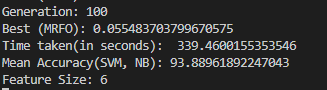 Generation: 100
Best (MRFO): 0.055483703799670575
Time taken(in seconds):  339.4600155353546
Mean Accuracy(SVM, NB): 93.88961892247043
Feature Size: 6